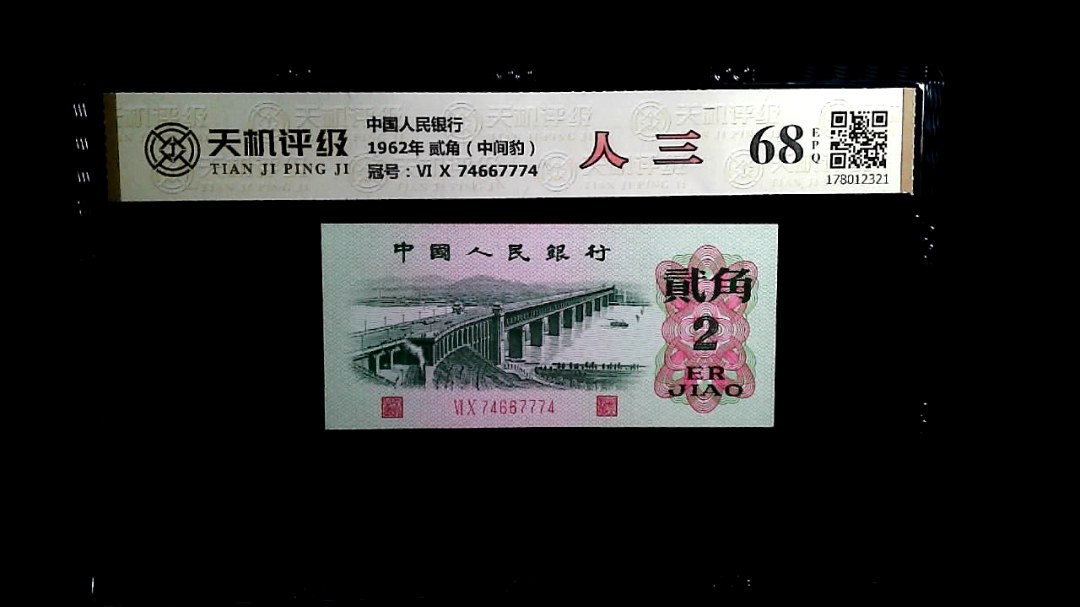 天机评级
TIAN JI PING JI
中国人民银行
1962年 贰角（中间豹）
冠号：VI X 74667774
人 三
68
EPQ
178012321
中國人民銀行
貳角
2
ER
JIAO
VI X 74667774